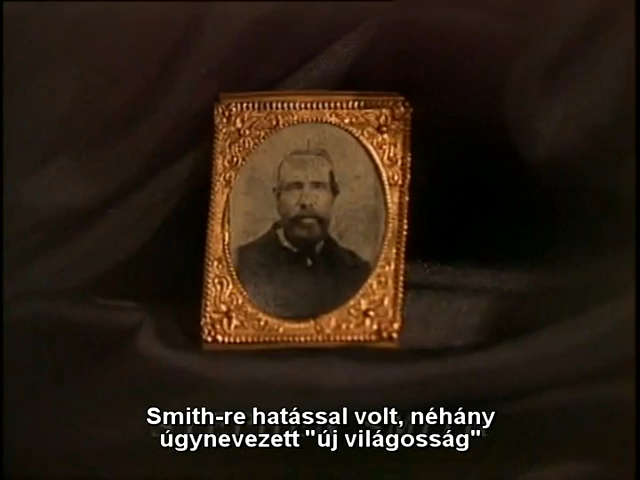 Smith-re hatással volt, néhány
úgynevezett "új világosság"